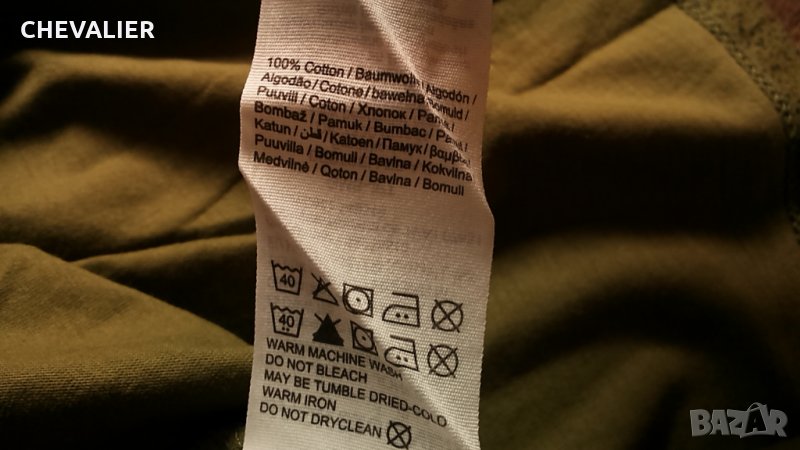 CHEVALIER
100% Cotton / Baumwolle / Algodón /
Algodão / Cotone / bawełna / Bomuld /
Puuvill / Coton / Хлопок / Pamut /
Bombaž / Pamuk / Bumbac / Pamuk /
Katun / قطن / Katoen / Памук / βαμβάκι
Puuvilla / Bomull / Bavlna / Kokvilna
Medvilnė / Qoton / Bavlna / Bomull
40
40
WARM MACHINE WASH
DO NOT BLEACH
MAY BE TUMBLE DRIED-COLD
WARM IRON
DO NOT DRYCLEAN
BAZAR